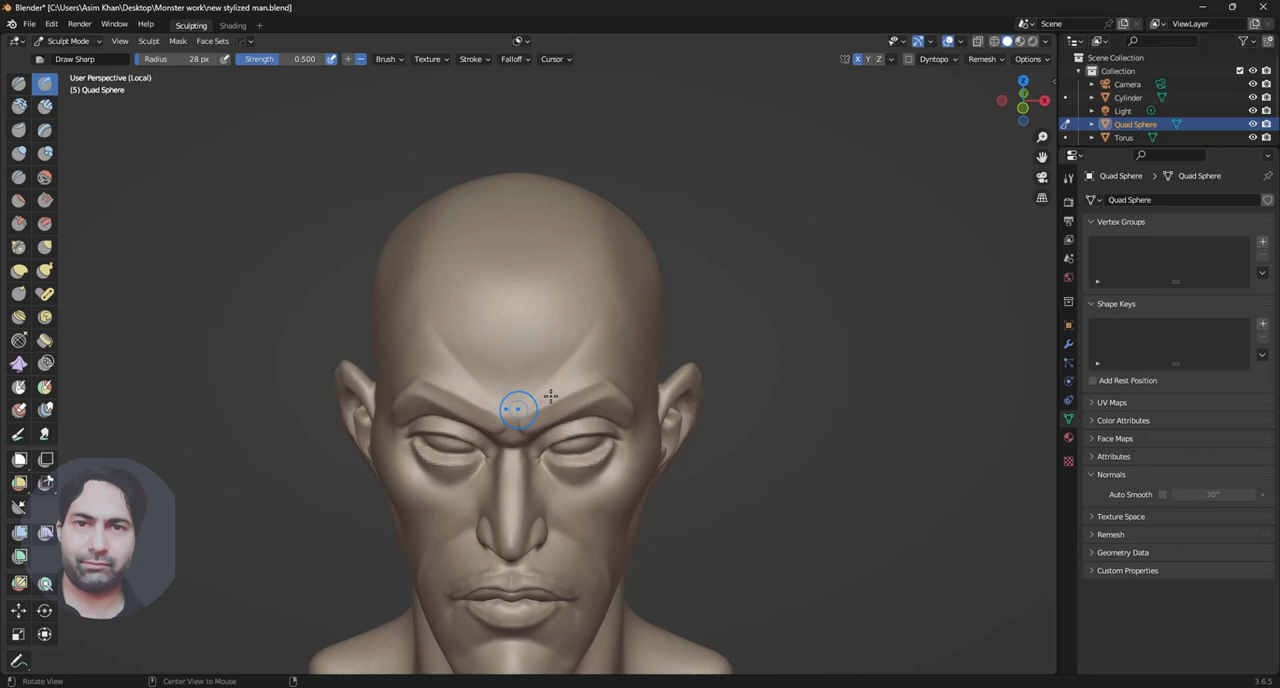 Blender* [C:\Users\Asim Khan\Desktop\Monster work\new stylized man.blend]
File Edit Render Window Help Sculpting Shading + Scene ViewLayer
Sculpt Mode View Sculpt Mask Face Sets
Draw Sharp Radius 28 px Strength 0.500 Brush Texture Stroke Falloff Cursor X Y Z Dyntopo Remesh Options
User Perspective (Local)
(5) Quad Sphere
Z
Y
X
Scene Collection
Collection
Camera
Cylinder
Light
Quad Sphere
Torus
Quad Sphere > Quad Sphere
Quad Sphere
Vertex Groups
Shape Keys
Add Rest Position
UV Maps
Color Attributes
Face Maps
Attributes
Normals
Auto Smooth 30°
Texture Space
Remesh
Geometry Data
Custom Properties
Rotate View Center View to Mouse 3.6.5